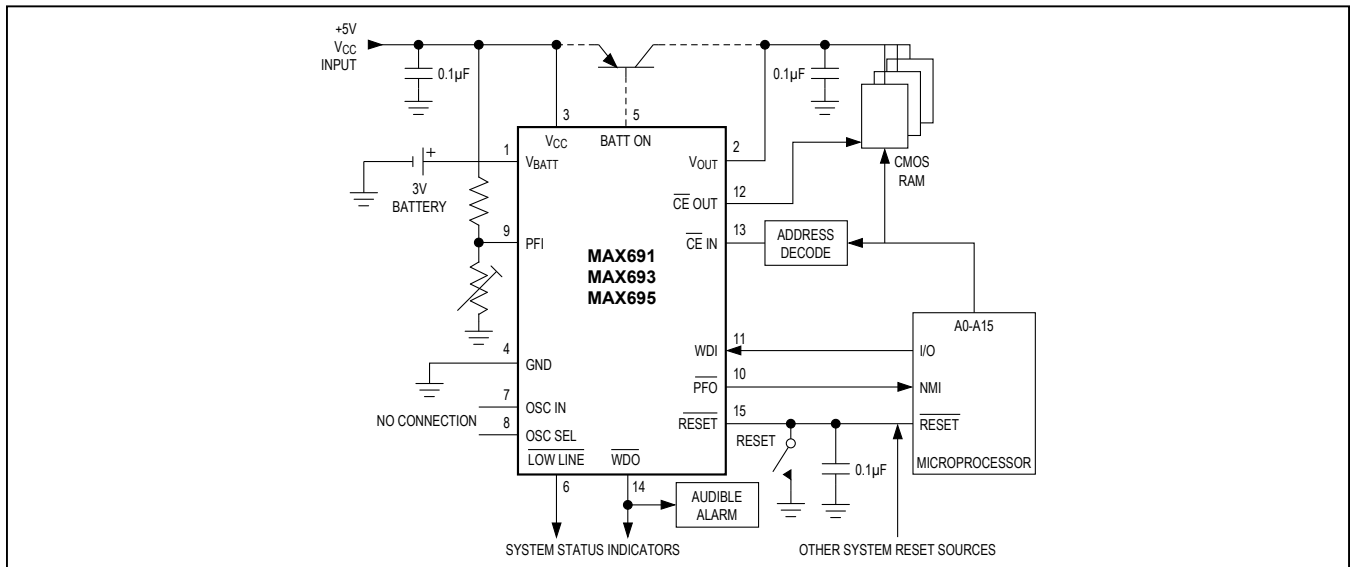 +5V
VCC
INPUT
0.1µF
0.1µF
3
5
VCC
BATT ON
1
VBATT
VOUT
2
3V
BATTERY
CMOS
RAM
12
CE OUT
9
PFI
13
CE IN
ADDRESS
DECODE
MAX691
MAX693
MAX695
A0-A15
4
GND
WDI
11
I/O
10
PFO
NMI
7
OSC IN
NO CONNECTION
15
RESET
RESET
RESET
8
OSC SEL
LOW LINE
WDO
MICROPROCESSOR
0.1µF
6
14
AUDIBLE
ALARM
SYSTEM STATUS INDICATORS
OTHER SYSTEM RESET SOURCES